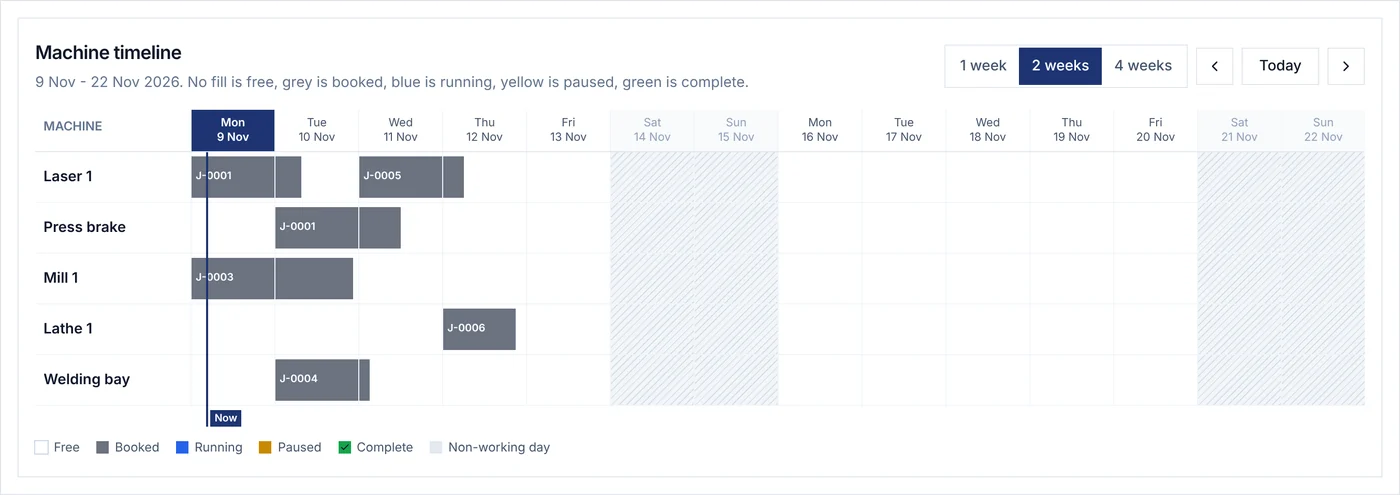 Machine timeline
9 Nov - 22 Nov 2026. No fill is free, grey is booked, blue is running, yellow is paused, green is complete.
1 week 2 weeks 4 weeks Today
MACHINE
Mon Tue Wed Thu Fri Sat Sun Mon Tue Wed Thu Fri Sat Sun
9 Nov 10 Nov 11 Nov 12 Nov 13 Nov 14 Nov 15 Nov 16 Nov 17 Nov 18 Nov 19 Nov 20 Nov 21 Nov 22 Nov
Laser 1 J-0001 J-0005
Press brake J-0001
Mill 1 J-0003
Lathe 1 J-0006
Welding bay J-0004
Now
Free Booked Running Paused Complete Non-working day